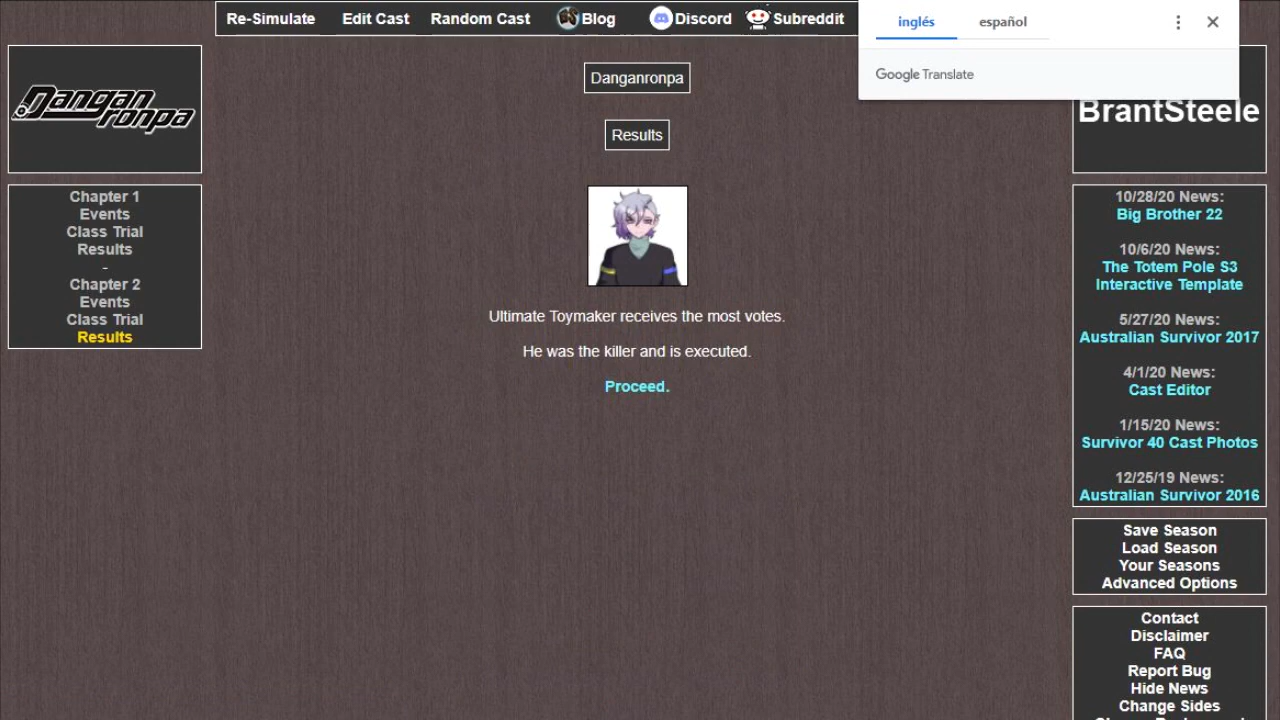 Re-Simulate Edit Cast Random Cast Blog Discord Subreddit
inglés español
Google Translate
Dangan
ronpa
Chapter 1
Events
Class Trial
Results
-
Chapter 2
Events
Class Trial
Results
Danganronpa
Results
Ultimate Toymaker receives the most votes.
He was the killer and is executed.
Proceed.
BrantSteele
10/28/20 News:
Big Brother 22
10/6/20 News:
The Totem Pole S3
Interactive Template
5/27/20 News:
Australian Survivor 2017
4/1/20 News:
Cast Editor
1/15/20 News:
Survivor 40 Cast Photos
12/25/19 News:
Australian Survivor 2016
Save Season
Load Season
Your Seasons
Advanced Options
Contact
Disclaimer
FAQ
Report Bug
Hide News
Change Sides